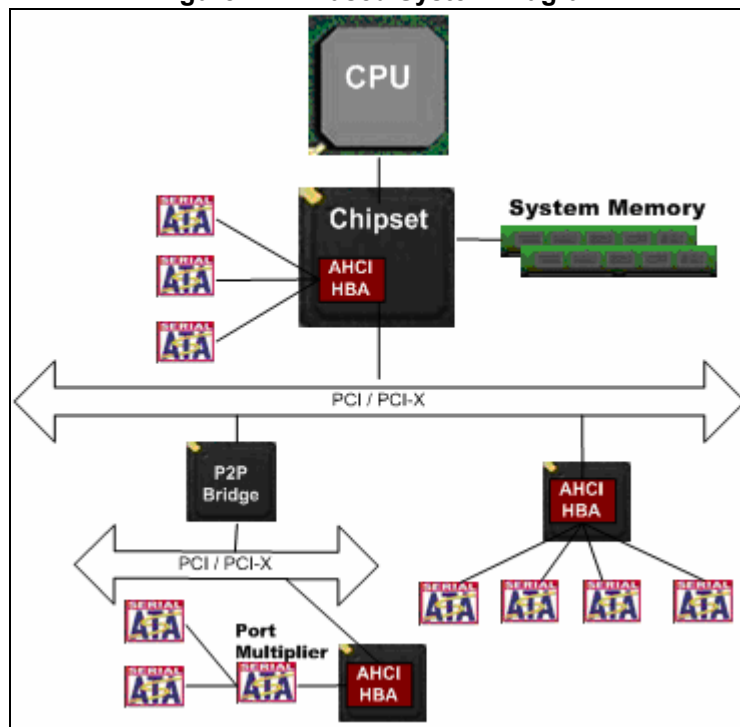 CPU
Chipset
AHCI
HBA
System Memory
SERIAL
ATA
SERIAL
ATA
SERIAL
ATA
PCI / PCI-X
P2P
Bridge
AHCI
HBA
PCI / PCI-X
SERIAL
ATA
SERIAL
ATA
SERIAL
ATA
SERIAL
ATA
SERIAL
ATA
Port
Multiplier
SERIAL
ATA
SERIAL
ATA
AHCI
HBA